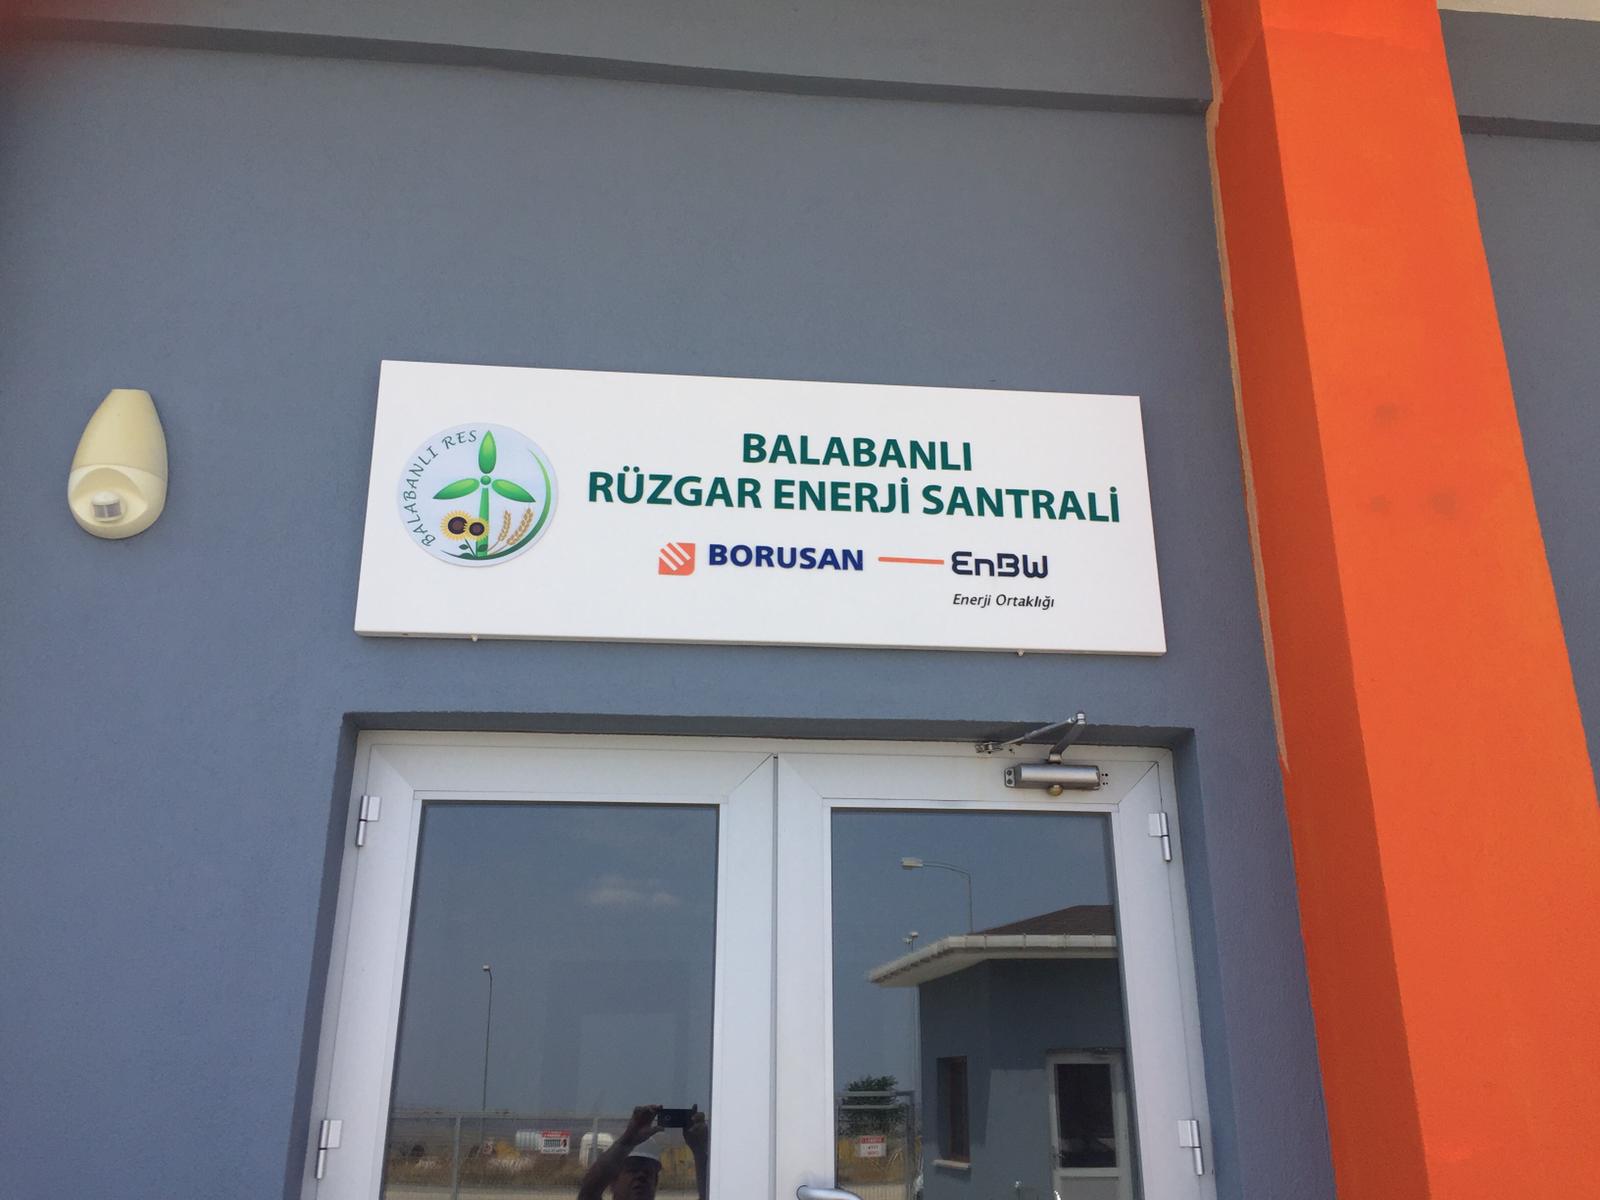 BALABANLI RES
BALABANLI
RÜZGAR ENERJİ SANTRALİ
BORUSAN — EnBW
Enerji Ortaklığı